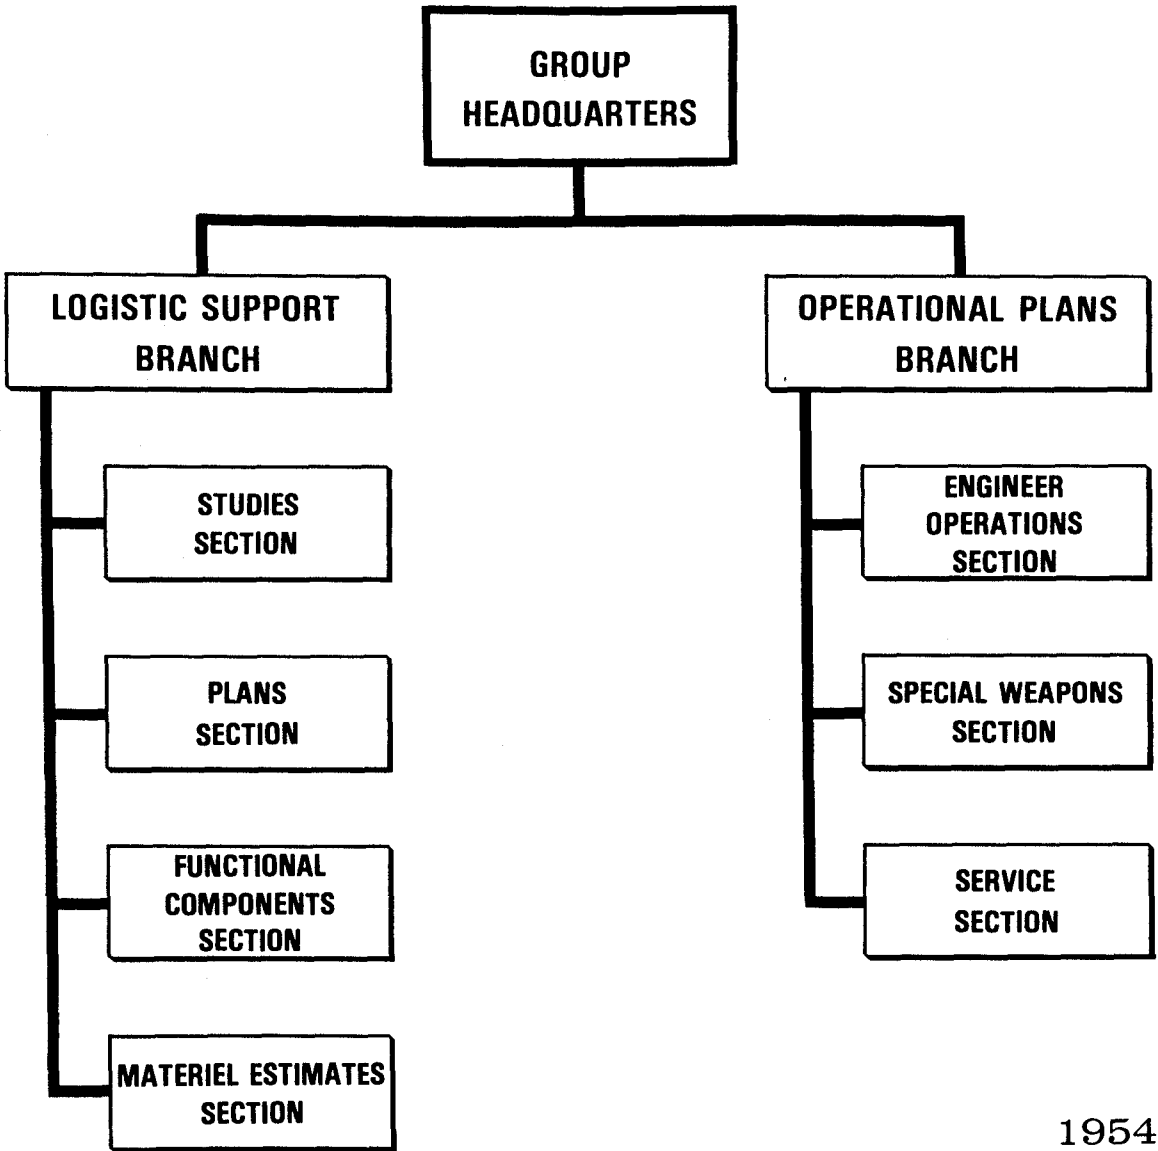 GROUP
HEADQUARTERS
LOGISTIC SUPPORT
BRANCH
STUDIES
SECTION
PLANS
SECTION
FUNCTIONAL
COMPONENTS
SECTION
MATERIEL ESTIMATES
SECTION
OPERATIONAL PLANS
BRANCH
ENGINEER
OPERATIONS
SECTION
SPECIAL WEAPONS
SECTION
SERVICE
SECTION
1954